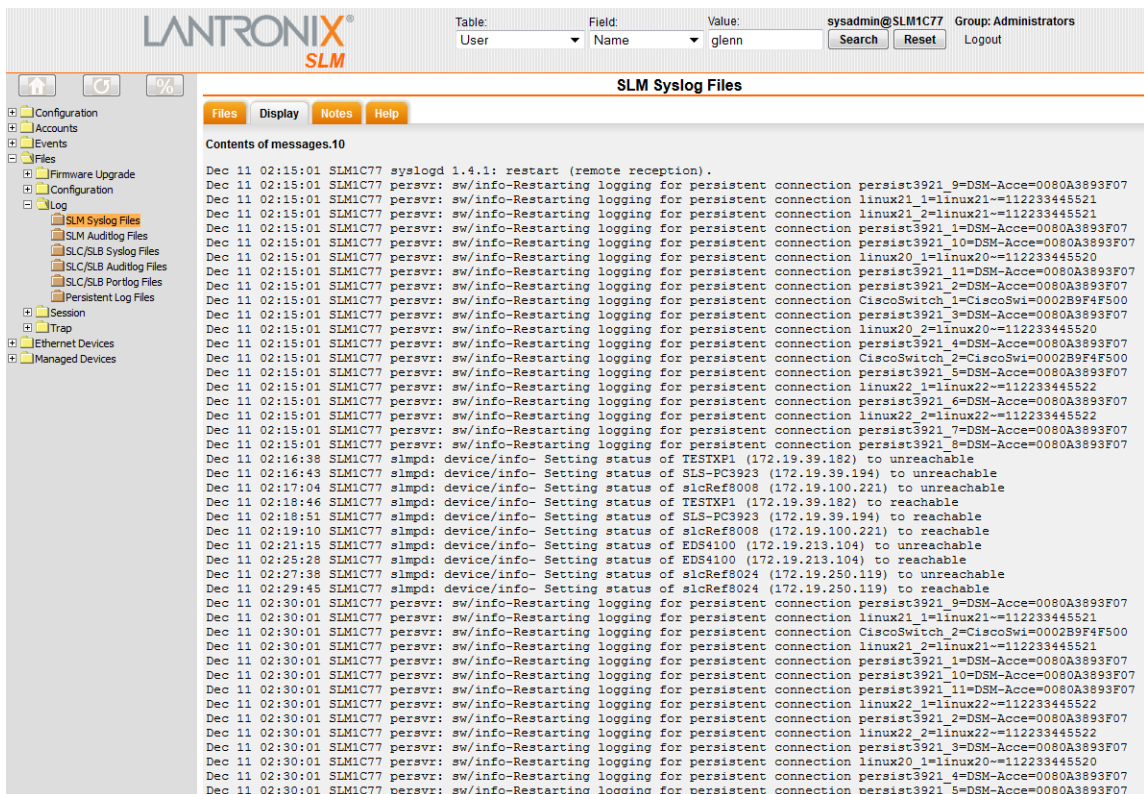 LANTRONIX®
SLM
Table: Field: Value: sysadmin@SLM1C77 Group: Administrators
User Name glenn Search Reset Logout
SLM Syslog Files
Configuration
Accounts
Events
Files
Firmware Upgrade
Configuration
Log
SLM Syslog Files
SLM Auditlog Files
SLC/SLB Syslog Files
SLC/SLB Auditlog Files
SLC/SLB Portlog Files
Persistent Log Files
Session
Trap
Ethernet Devices
Managed Devices
Files Display Notes Help
Contents of messages.10
Dec 11 02:15:01 SLM1C77 syslogd 1.4.1: restart (remote reception).
Dec 11 02:15:01 SLM1C77 persvr: sw/info-Restarting logging for persistent connection persist3921_9=DSM-Acce=0080A3893F07
Dec 11 02:15:01 SLM1C77 persvr: sw/info-Restarting logging for persistent connection linux21_1=linux21~=112233445521
Dec 11 02:15:01 SLM1C77 persvr: sw/info-Restarting logging for persistent connection linux21_2=linux21~=112233445521
Dec 11 02:15:01 SLM1C77 persvr: sw/info-Restarting logging for persistent connection persist3921_1=DSM-Acce=0080A3893F07
Dec 11 02:15:01 SLM1C77 persvr: sw/info-Restarting logging for persistent connection persist3921_10=DSM-Acce=0080A3893F07
Dec 11 02:15:01 SLM1C77 persvr: sw/info-Restarting logging for persistent connection linux20_1=linux20~=112233445520
Dec 11 02:15:01 SLM1C77 persvr: sw/info-Restarting logging for persistent connection persist3921_11=DSM-Acce=0080A3893F07
Dec 11 02:15:01 SLM1C77 persvr: sw/info-Restarting logging for persistent connection persist3921_2=DSM-Acce=0080A3893F07
Dec 11 02:15:01 SLM1C77 persvr: sw/info-Restarting logging for persistent connection CiscoSwitch_1=CiscoSwi=0002B9F4F500
Dec 11 02:15:01 SLM1C77 persvr: sw/info-Restarting logging for persistent connection persist3921_3=DSM-Acce=0080A3893F07
Dec 11 02:15:01 SLM1C77 persvr: sw/info-Restarting logging for persistent connection linux20_2=linux20~=112233445520
Dec 11 02:15:01 SLM1C77 persvr: sw/info-Restarting logging for persistent connection persist3921_4=DSM-Acce=0080A3893F07
Dec 11 02:15:01 SLM1C77 persvr: sw/info-Restarting logging for persistent connection CiscoSwitch_2=CiscoSwi=0002B9F4F500
Dec 11 02:15:01 SLM1C77 persvr: sw/info-Restarting logging for persistent connection persist3921_5=DSM-Acce=0080A3893F07
Dec 11 02:15:01 SLM1C77 persvr: sw/info-Restarting logging for persistent connection linux22_1=linux22~=112233445522
Dec 11 02:15:01 SLM1C77 persvr: sw/info-Restarting logging for persistent connection persist3921_6=DSM-Acce=0080A3893F07
Dec 11 02:15:01 SLM1C77 persvr: sw/info-Restarting logging for persistent connection linux22_2=linux22~=112233445522
Dec 11 02:15:01 SLM1C77 persvr: sw/info-Restarting logging for persistent connection persist3921_7=DSM-Acce=0080A3893F07
Dec 11 02:15:01 SLM1C77 persvr: sw/info-Restarting logging for persistent connection persist3921_8=DSM-Acce=0080A3893F07
Dec 11 02:16:38 SLM1C77 slmpd: device/info- Setting status of TESTXP1 (172.19.39.182) to unreachable
Dec 11 02:16:43 SLM1C77 slmpd: device/info- Setting status of SLS-PC3923 (172.19.39.194) to unreachable
Dec 11 02:17:04 SLM1C77 slmpd: device/info- Setting status of slcRef8008 (172.19.100.221) to unreachable
Dec 11 02:18:46 SLM1C77 slmpd: device/info- Setting status of TESTXP1 (172.19.39.182) to reachable
Dec 11 02:18:51 SLM1C77 slmpd: device/info- Setting status of SLS-PC3923 (172.19.39.194) to reachable
Dec 11 02:19:10 SLM1C77 slmpd: device/info- Setting status of slcRef8008 (172.19.100.221) to reachable
Dec 11 02:21:15 SLM1C77 slmpd: device/info- Setting status of EDS4100 (172.19.213.104) to unreachable
Dec 11 02:25:28 SLM1C77 slmpd: device/info- Setting status of EDS4100 (172.19.213.104) to reachable
Dec 11 02:27:38 SLM1C77 slmpd: device/info- Setting status of slcRef8024 (172.19.250.119) to unreachable
Dec 11 02:29:45 SLM1C77 slmpd: device/info- Setting status of slcRef8024 (172.19.250.119) to reachable
Dec 11 02:30:01 SLM1C77 persvr: sw/info-Restarting logging for persistent connection persist3921_9=DSM-Acce=0080A3893F07
Dec 11 02:30:01 SLM1C77 persvr: sw/info-Restarting logging for persistent connection linux21_1=linux21~=112233445521
Dec 11 02:30:01 SLM1C77 persvr: sw/info-Restarting logging for persistent connection CiscoSwitch_2=CiscoSwi=0002B9F4F500
Dec 11 02:30:01 SLM1C77 persvr: sw/info-Restarting logging for persistent connection linux21_2=linux21~=112233445521
Dec 11 02:30:01 SLM1C77 persvr: sw/info-Restarting logging for persistent connection persist3921_1=DSM-Acce=0080A3893F07
Dec 11 02:30:01 SLM1C77 persvr: sw/info-Restarting logging for persistent connection persist3921_10=DSM-Acce=0080A3893F07
Dec 11 02:30:01 SLM1C77 persvr: sw/info-Restarting logging for persistent connection persist3921_11=DSM-Acce=0080A3893F07
Dec 11 02:30:01 SLM1C77 persvr: sw/info-Restarting logging for persistent connection linux22_1=linux22~=112233445522
Dec 11 02:30:01 SLM1C77 persvr: sw/info-Restarting logging for persistent connection persist3921_2=DSM-Acce=0080A3893F07
Dec 11 02:30:01 SLM1C77 persvr: sw/info-Restarting logging for persistent connection linux22_2=linux22~=112233445522
Dec 11 02:30:01 SLM1C77 persvr: sw/info-Restarting logging for persistent connection persist3921_3=DSM-Acce=0080A3893F07
Dec 11 02:30:01 SLM1C77 persvr: sw/info-Restarting logging for persistent connection linux20_1=linux20~=112233445520
Dec 11 02:30:01 SLM1C77 persvr: sw/info-Restarting logging for persistent connection persist3921_4=DSM-Acce=0080A3893F07
Dec 11 02:30:01 SLM1C77 persvr: sw/info-Restarting logging for persistent connection persist3921_5=DSM-Acce=0080A3893F07